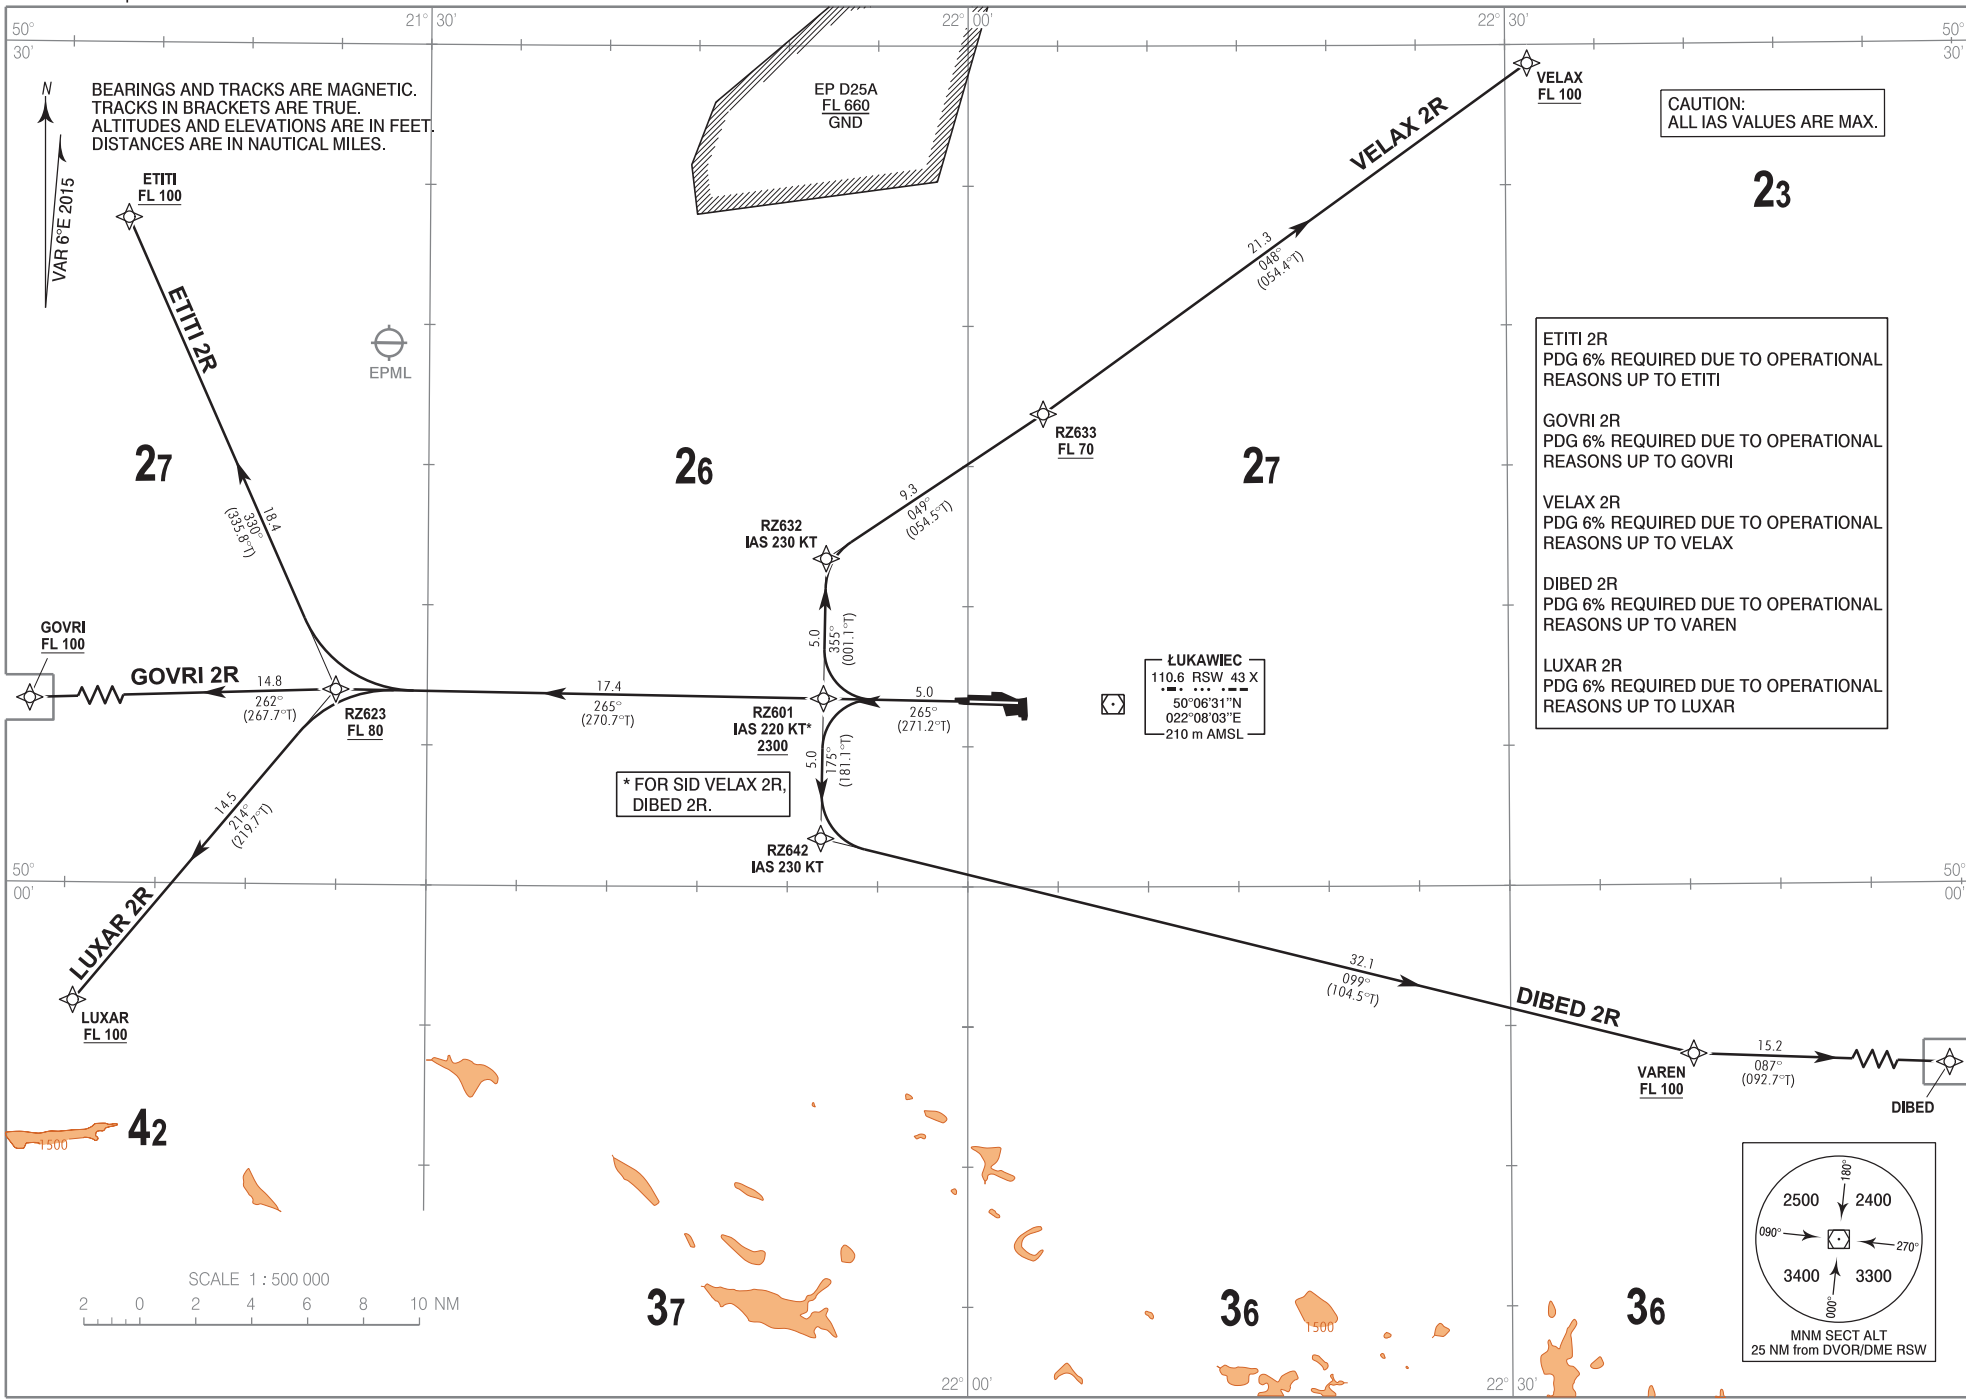 21° 30'
22° 00'
22° 30'
50°
30'
50°
30'
N
VAR 6°E 2015
BEARINGS AND TRACKS ARE MAGNETIC.
TRACKS IN BRACKETS ARE TRUE.
ALTITUDES AND ELEVATIONS ARE IN FEET.
DISTANCES ARE IN NAUTICAL MILES.
EP D25A
FL 660
GND
VELAX
FL 100
CAUTION:
ALL IAS VALUES ARE MAX.
23
ETITI
FL 100
ETITI 2R
EPML
VELAX 2R
21.3
048°
(054.4°T)
ETITI 2R
PDG 6% REQUIRED DUE TO OPERATIONAL
REASONS UP TO ETITI
GOVRI 2R
PDG 6% REQUIRED DUE TO OPERATIONAL
REASONS UP TO GOVRI
VELAX 2R
PDG 6% REQUIRED DUE TO OPERATIONAL
REASONS UP TO VELAX
DIBED 2R
PDG 6% REQUIRED DUE TO OPERATIONAL
REASONS UP TO VAREN
LUXAR 2R
PDG 6% REQUIRED DUE TO OPERATIONAL
REASONS UP TO LUXAR
27
26
27
RZ633
FL 70
18.4
330°
(335.8°T)
9.3
049°
(054.5°T)
RZ632
IAS 230 KT
5.0
355°
(001.1°T)
GOVRI
FL 100
GOVRI 2R
14.8
262°
(267.7°T)
RZ623
FL 80
17.4
265°
(270.7°T)
RZ601
IAS 220 KT*
2300
5.0
265°
(271.2°T)
ŁUKAWIEC
110.6 RSW 43 X
50°06'31"N
022°08'03"E
210 m AMSL
5.0
175°
(181.1°T)
* FOR SID VELAX 2R,
DIBED 2R.
14.5
214°
(219.7°T)
RZ642
IAS 230 KT
50°
00'
50°
00'
LUXAR 2R
LUXAR
FL 100
32.1
099°
(104.5°T)
DIBED 2R
VAREN
FL 100
15.2
087°
(092.7°T)
DIBED
42
1500
37
36
1500
36
SCALE 1 : 500 000
2 0 2 4 6 8 10 NM
180°
2500 2400
090°
270°
3400 3300
000°
MNM SECT ALT
25 NM from DVOR/DME RSW
22° 00'
22° 30'